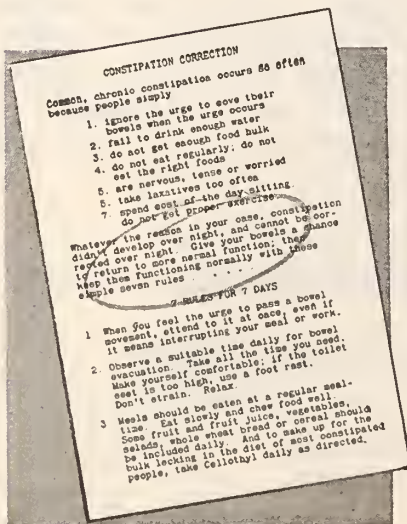 CONSTIPATION CORRECTION
Common, chronic constipation occurs so often
because people simply
1. ignore the urge to move their
bowels when the urge occurs
2. fail to drink enough water
3. do not get enough food bulk
4. do not eat regularly; do not
eet the right foods
5. are nervous, tense or worried
6. take laxatives too often
7. spend most of the day sitting;
do not get proper exercise
Whatever the reason in your case, constipation
didn't develop over night, and cannot be cor-
rected over night. Give your bowels a chance
to return to more normal function; then
keep them functioning normally with these
simple seven rules . . . . .
7 RULES FOR 7 DAYS
1 When you feel the urge to pass a bowel
movement, attend to it at once, even if
it means interrupting your meal or work.
2. Observe a suitable time daily for bowel
evacuation. Take all the time you need.
Make yourself comfortable; if the toilet
seet is too high, use a foot rest.
Don't strain. Relax.
3 Meels should be eaten at a regular meal-
time. Eat slowly and chew food well.
Some fruit and fruit juice, vegetables,
salads, whole wheat bread or cereal should
be included daily. And to make up for the
bulk lacking in the diet of most constipated
people, take Cellothyl daily as directed.